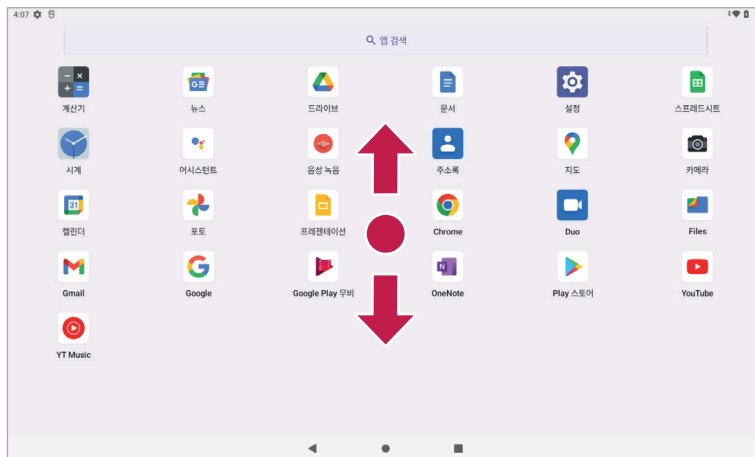 4:07
앱 검색
계산기
뉴스
드라이브
문서
설정
스프레드시트
시계
어시스턴트
음성 녹음
주소록
지도
카메라
31
캘린더
포토
프레젠테이션
Chrome
Duo
Files
Gmail
Google
Google Play 무비
OneNote
Play 스토어
YouTube
YT Music